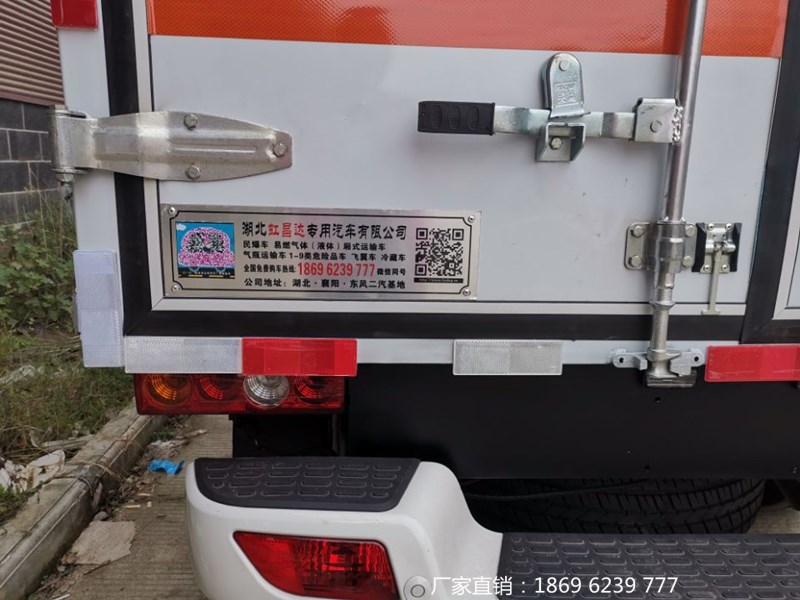 湖北虹昌达专用汽车有限公司
民爆车 易燃气体（液体）厢式运输车
气瓶运输车 1-9类危险品车 飞翼车 冷藏车
全国免费购车热线:1869 6239 777微信同号
公司地址：湖北·襄阳·东风二汽基地
厂家直销：1869 6239 777